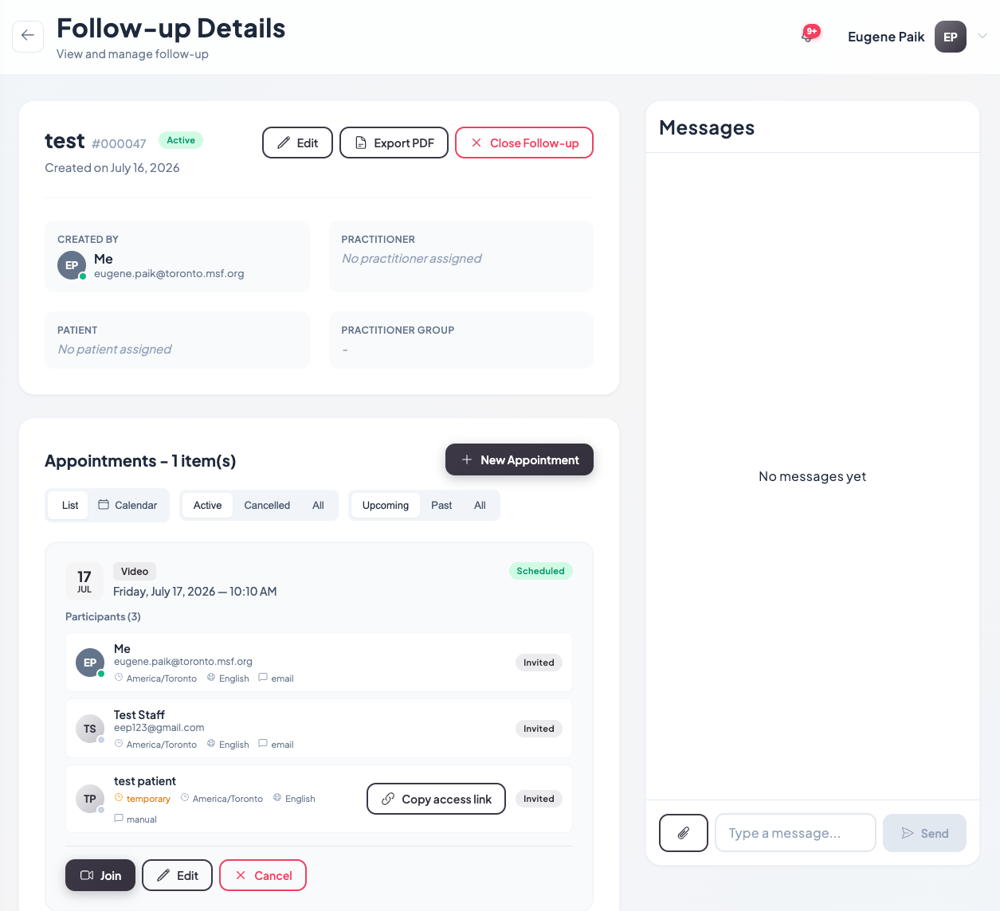 Follow-up Details
View and manage follow-up
9+
Eugene Paik
EP
test #000047 Active
Created on July 16, 2026
Edit
Export PDF
Close Follow-up
CREATED BY
EP
Me
eugene.paik@toronto.msf.org
PRACTITIONER
No practitioner assigned
PATIENT
No patient assigned
PRACTITIONER GROUP
-
Appointments - 1 item(s)
New Appointment
List
Calendar
Active
Cancelled
All
Upcoming
Past
All
17
JUL
Video
Friday, July 17, 2026 — 10:10 AM
Scheduled
Participants (3)
EP
Me
eugene.paik@toronto.msf.org
America/Toronto English email
Invited
TS
Test Staff
eep123@gmail.com
America/Toronto English email
Invited
TP
test patient
temporary America/Toronto English
manual
Copy access link
Invited
Join
Edit
Cancel
Messages
No messages yet
Type a message...
Send